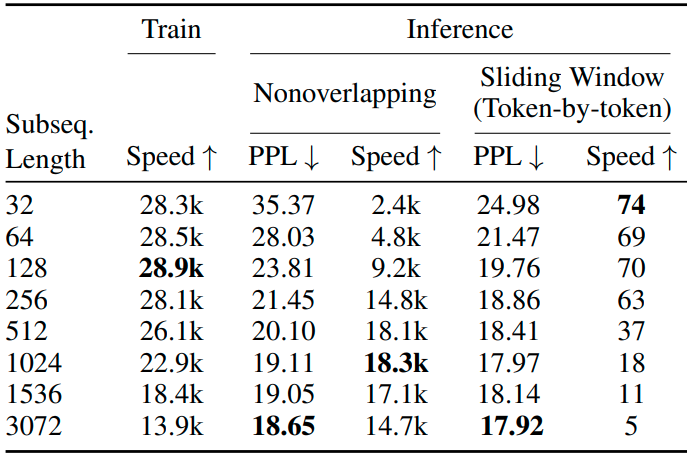 Train Inference
Nonoverlapping Sliding Window
(Token-by-token)
Subseq.
Length Speed ↑ PPL ↓ Speed ↑ PPL ↓ Speed ↑
32 28.3k 35.37 2.4k 24.98 74
64 28.5k 28.03 4.8k 21.47 69
128 28.9k 23.81 9.2k 19.76 70
256 28.1k 21.45 14.8k 18.86 63
512 26.1k 20.10 18.1k 18.41 37
1024 22.9k 19.11 18.3k 17.97 18
1536 18.4k 19.05 17.1k 18.14 11
3072 13.9k 18.65 14.7k 17.92 5